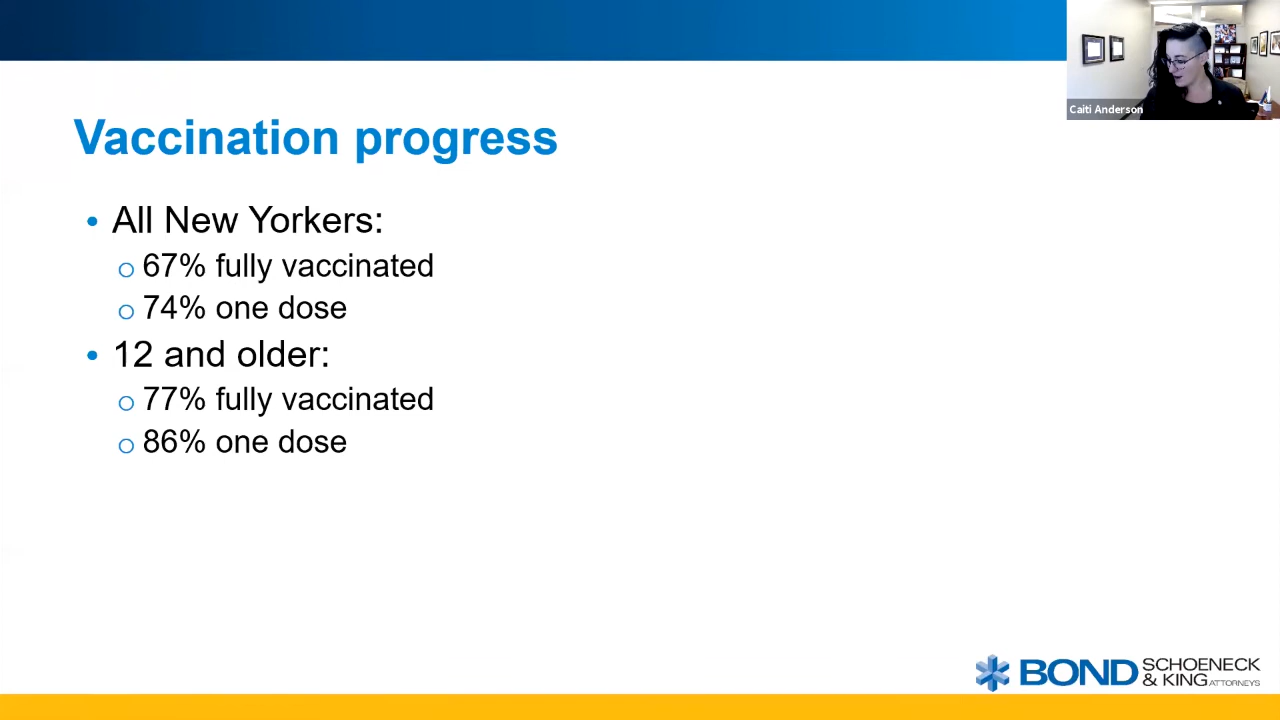 Caiti Anderson
Vaccination progress
• All New Yorkers:
o 67% fully vaccinated
o 74% one dose
• 12 and older:
o 77% fully vaccinated
o 86% one dose
BOND SCHOENECK
& KING ATTORNEYS